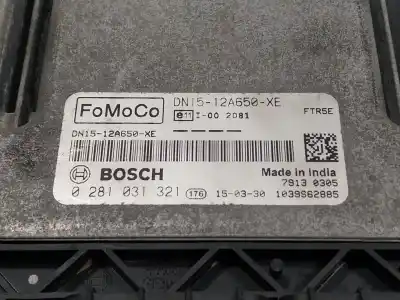 FoMoCo
DN15-12A650-XE
e11 I-00 2081
FTR5E
DN15-12A650-XE
BOSCH
Made in India
7913 0305
0 281 031 321 176 15-03-30 1039S62885